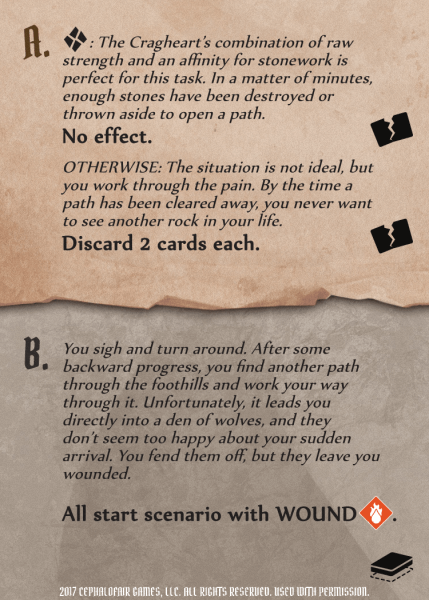 A. : The Cragheart's combination of raw
strength and an affinity for stonework is
perfect for this task. In a matter of minutes,
enough stones have been destroyed or
thrown aside to open a path.
No effect.
OTHERWISE: The situation is not ideal, but
you work through the pain. By the time a
path has been cleared away, you never want
to see another rock in your life.
Discard 2 cards each.
B. You sigh and turn around. After some
backward progress, you find another path
through the foothills and work your way
through it. Unfortunately, it leads you
directly into a den of wolves, and they
don't seem too happy about your sudden
arrival. You fend them off, but they leave you
wounded.
All start scenario with WOUND .
2017 CEPHALOFAIR GAMES, LLC. ALL RIGHTS RESERVED. USED WITH PERMISSION.